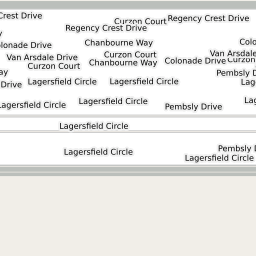 Crest Drive
Curzon Court
Regency Crest Drive
Regency Crest Drive
y
Chanbourne Way
Colo
olonade Drive
Van Arsdale Drive
Curzon Court
Van Arsdale
Colonade Drive
Curzon
Chanbourne Way
Curzon Court
ay
Pembsly D
Drive
Lagersfield Circle
Lagersfield Circle
Lag
Lagersfield Circle
Lagersfield Circle
Lag
Pembsly Drive
Lagersfield Circle
Lagersfield Circle
Pembsly D
Lagersfield Circle